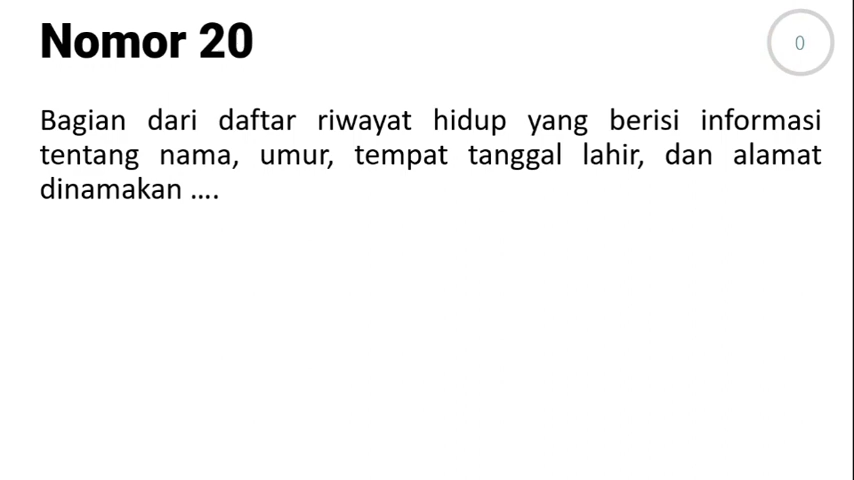 Nomor 20
0
Bagian dari daftar riwayat hidup yang berisi informasi
tentang nama, umur, tempat tanggal lahir, dan alamat
dinamakan ....